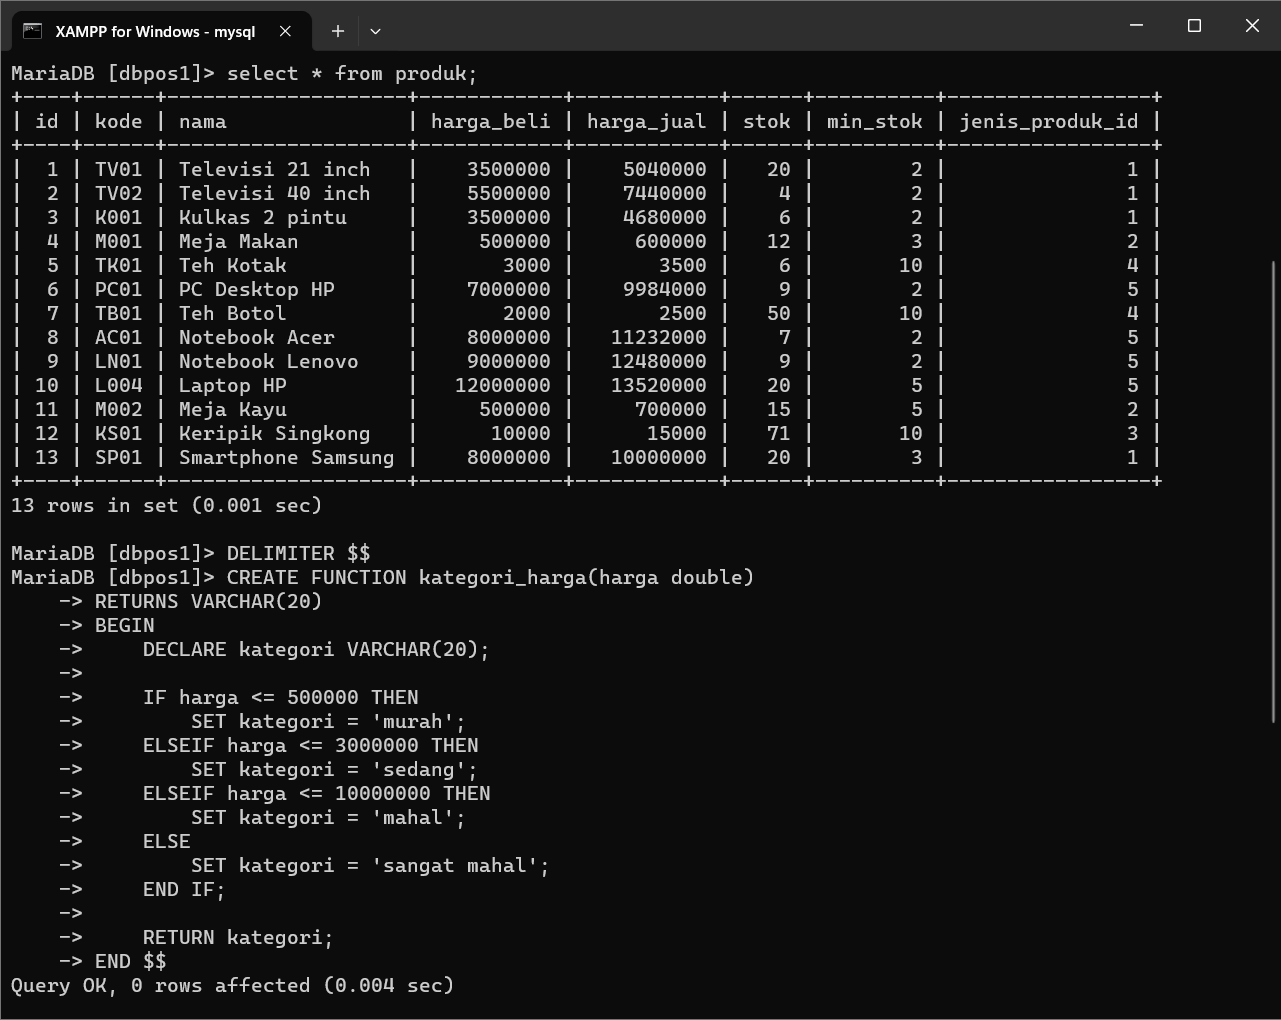 XAMPP for Windows - mysql
MariaDB [dbpos1]> select * from produk;
+----+------+--------------------+------------+------------+------+----------+-----------------+
| id | kode | nama               | harga_beli | harga_jual | stok | min_stok | jenis_produk_id |
+----+------+--------------------+------------+------------+------+----------+-----------------+
|  1 | TV01 | Televisi 21 inch   |    3500000 |    5040000 |   20 |        2 |               1 |
|  2 | TV02 | Televisi 40 inch   |    5500000 |    7440000 |    4 |        2 |               1 |
|  3 | K001 | Kulkas 2 pintu     |    3500000 |    4680000 |    6 |        2 |               1 |
|  4 | M001 | Meja Makan         |     500000 |     600000 |   12 |        3 |               2 |
|  5 | TK01 | Teh Kotak          |       3000 |       3500 |    6 |       10 |               4 |
|  6 | PC01 | PC Desktop HP      |    7000000 |    9984000 |    9 |        2 |               5 |
|  7 | TB01 | Teh Botol          |       2000 |       2500 |   50 |       10 |               4 |
|  8 | AC01 | Notebook Acer      |    8000000 |   11232000 |    7 |        2 |               5 |
|  9 | LN01 | Notebook Lenovo    |    9000000 |   12480000 |    9 |        2 |               5 |
| 10 | L004 | Laptop HP          |   12000000 |   13520000 |   20 |        5 |               5 |
| 11 | M002 | Meja Kayu          |     500000 |     700000 |   15 |        5 |               2 |
| 12 | KS01 | Keripik Singkong   |      10000 |      15000 |   71 |       10 |               3 |
| 13 | SP01 | Smartphone Samsung |    8000000 |   10000000 |   20 |        3 |               1 |
+----+------+--------------------+------------+------------+------+----------+-----------------+
13 rows in set (0.001 sec)
MariaDB [dbpos1]> DELIMITER $$
MariaDB [dbpos1]> CREATE FUNCTION kategori_harga(harga double)
    -> RETURNS VARCHAR(20)
    -> BEGIN
    ->     DECLARE kategori VARCHAR(20);
    ->
    ->     IF harga <= 500000 THEN
    ->         SET kategori = 'murah';
    ->     ELSEIF harga <= 3000000 THEN
    ->         SET kategori = 'sedang';
    ->     ELSEIF harga <= 10000000 THEN
    ->         SET kategori = 'mahal';
    ->     ELSE
    ->         SET kategori = 'sangat mahal';
    ->     END IF;
    ->
    ->     RETURN kategori;
    -> END $$
Query OK, 0 rows affected (0.004 sec)